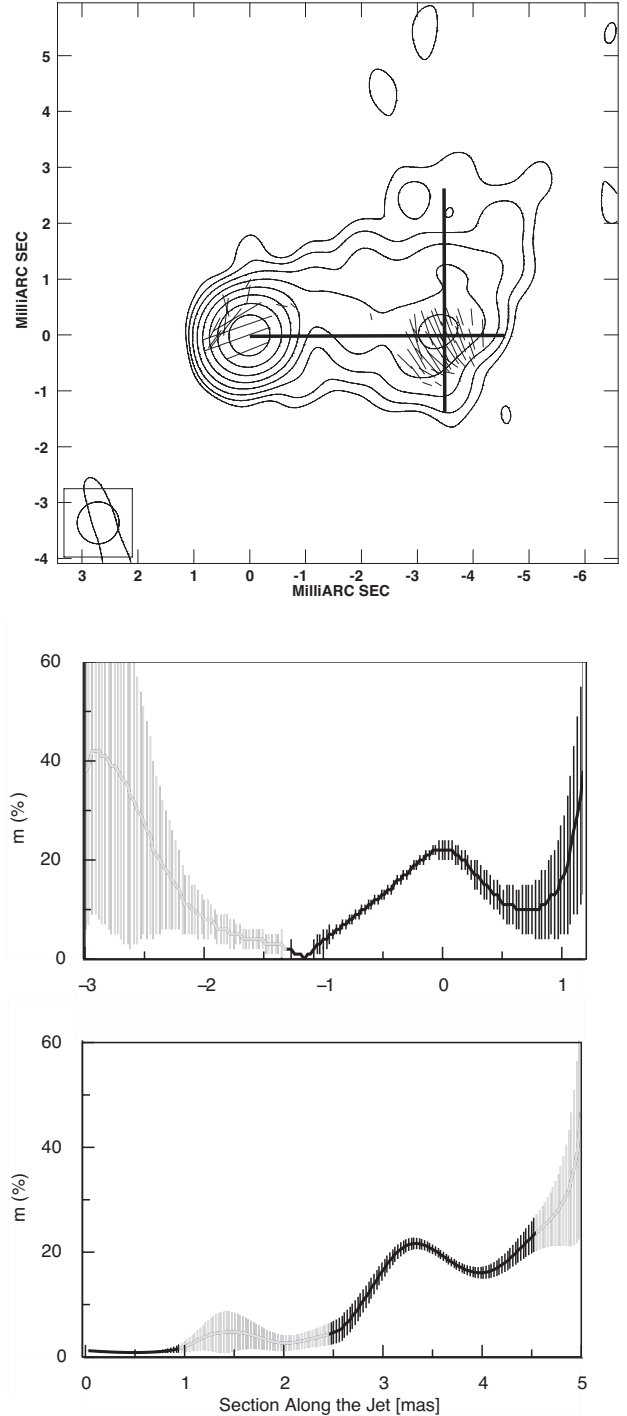 MilliARC SEC
5
4
3
2
1
0
-1
-2
-3
-4
3 2 1 0 -1 -2 -3 -4 -5 -6
MilliARC SEC
m (%)
60
40
20
0
–3 –2 –1 0 1
m (%)
60
40
20
0
0 1 2 3 4 5
Section Along the Jet [mas]